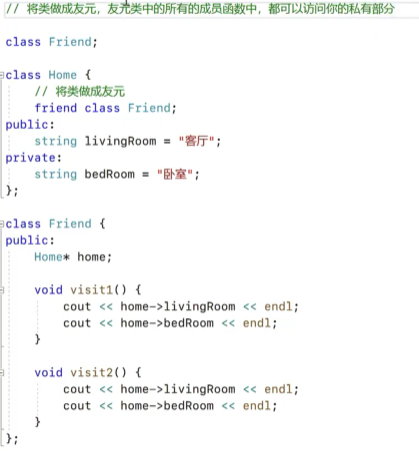 // 将类做成友元，友元类中的所有的成员函数中，都可以访问你的私有部分
class Friend;
class Home {
// 将类做成友元
friend class Friend;
public:
string livingRoom = "客厅";
private:
string bedRoom = "卧室";
};
class Friend {
public:
Home* home;
void visit1() {
cout << home->livingRoom << endl;
cout << home->bedRoom << endl;
}
void visit2() {
cout << home->livingRoom << endl;
cout << home->bedRoom << endl;
}
};